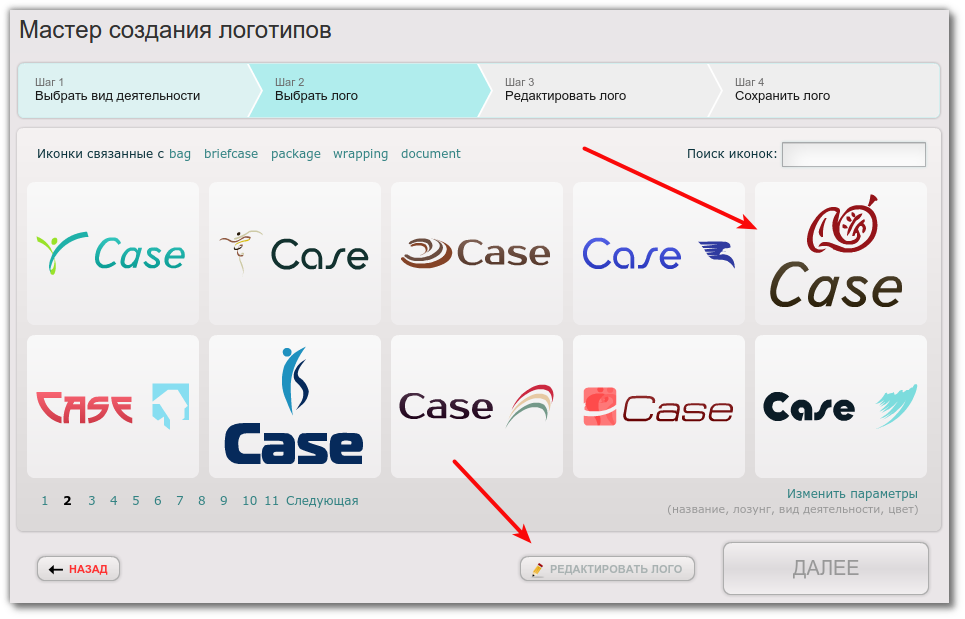 Мастер создания логотипов
Шаг 1
Выбрать вид деятельности
Шаг 2
Выбрать лого
Шаг 3
Редактировать лого
Шаг 4
Сохранить лого
Иконки связанные с bag briefcase package wrapping document
Поиск иконок:
Case
Case
Case
Case
Case
Case
Case
Case
Case
Case
1 2 3 4 5 6 7 8 9 10 11 Следующая
Изменить параметры
(название, лозунг, вид деятельности, цвет)
НАЗАД
РЕДАКТИРОВАТЬ ЛОГО
ДАЛЕЕ